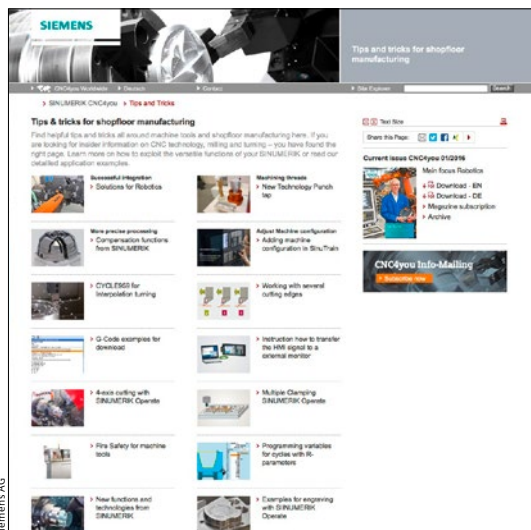 SIEMENS
Tips and tricks for shopfloor
manufacturing
CNC4you Worldwide
Deutsch
Contact
Site Explorer
Search
SINUMERIK CNC4you Tips and Tricks
Tips & tricks for shopfloor manufacturing
Find helpful tips and tricks all around machine tools and shopfloor manufacturing here. If you
are looking for insider information on CNC technology, milling and turning – you have found the
right page. Learn more on how to exploit the versatile functions of your SINUMERIK or read our
detailed application examples.
Successful integration
Solutions for Robotics
Machining threads
New Technology Punch
tap
More precise processing
Compensation functions
from SINUMERIK
Adjust Machine configuration
Adding machine
configuration in SinuTrain
CYCLE968 for
Interpolation turning
Working with several
cutting edges
G-Code examples for
download
Instruction how to transfer
the HMI signal to a
external monitor
4-axis cutting with
SINUMERIK Operate
Multiple Clamping
SINUMERIK Operate
Fire Safety for machine
tools
Programming variables
for cycles with R-
parameters
New functions and
technologies from
SINUMERIK
Examples for engraving
with SINUMERIK
Operate
Text Size
Share this Page:
Current issue CNC4you 01/2016
Main focus Robotics
Download - EN
Download - DE
Magazine subscription
Archive
CNC4you Info-Mailing
Subscribe now